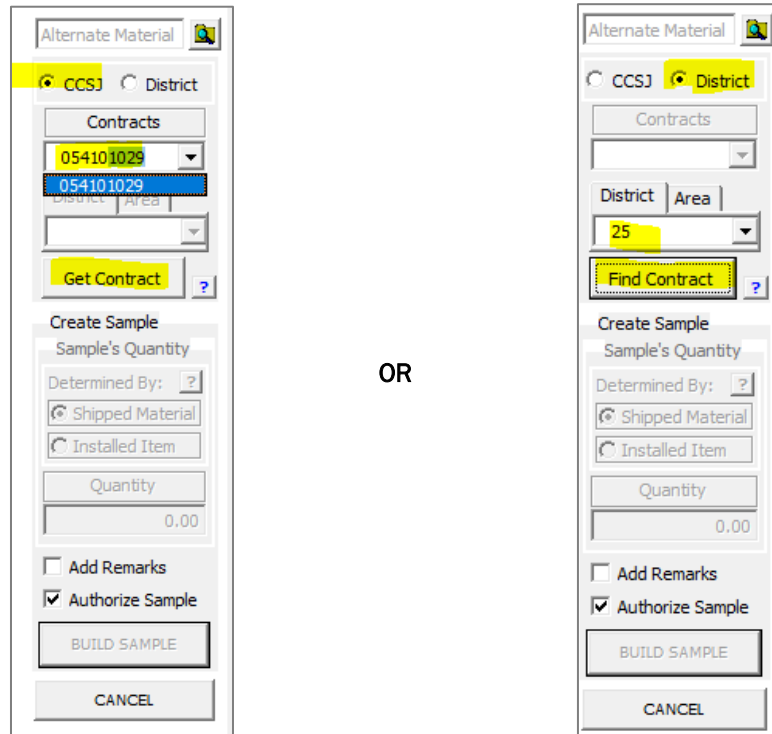 Alternate Material
CCSJ District
Contracts
054101029
054101029
District Area
Get Contract ?
Create Sample
Sample's Quantity
Determined By: ?
Shipped Material
Installed Item
Quantity
0.00
Add Remarks
Authorize Sample
BUILD SAMPLE
CANCEL
OR
Alternate Material
CCSJ District
Contracts
District Area
25
Find Contract ?
Create Sample
Sample's Quantity
Determined By: ?
Shipped Material
Installed Item
Quantity
0.00
Add Remarks
Authorize Sample
BUILD SAMPLE
CANCEL